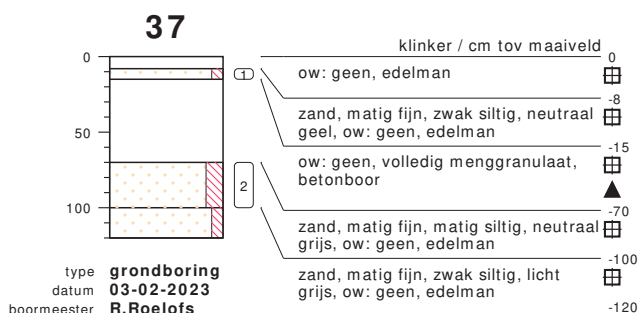 37
klinker / cm tov maaiveld
0
0
ow: geen, edelman
1
-8
zand, matig fijn, zwak siltig, neutraal
geel, ow: geen, edelman
50
-15
ow: geen, volledig menggranulaat,
betonboor
2
-70
100
zand, matig fijn, matig siltig, neutraal
grijs, ow: geen, edelman
-100
zand, matig fijn, zwak siltig, licht
grijs, ow: geen, edelman
-120
type grondboring
datum 03-02-2023
boormeester R.Roelofs